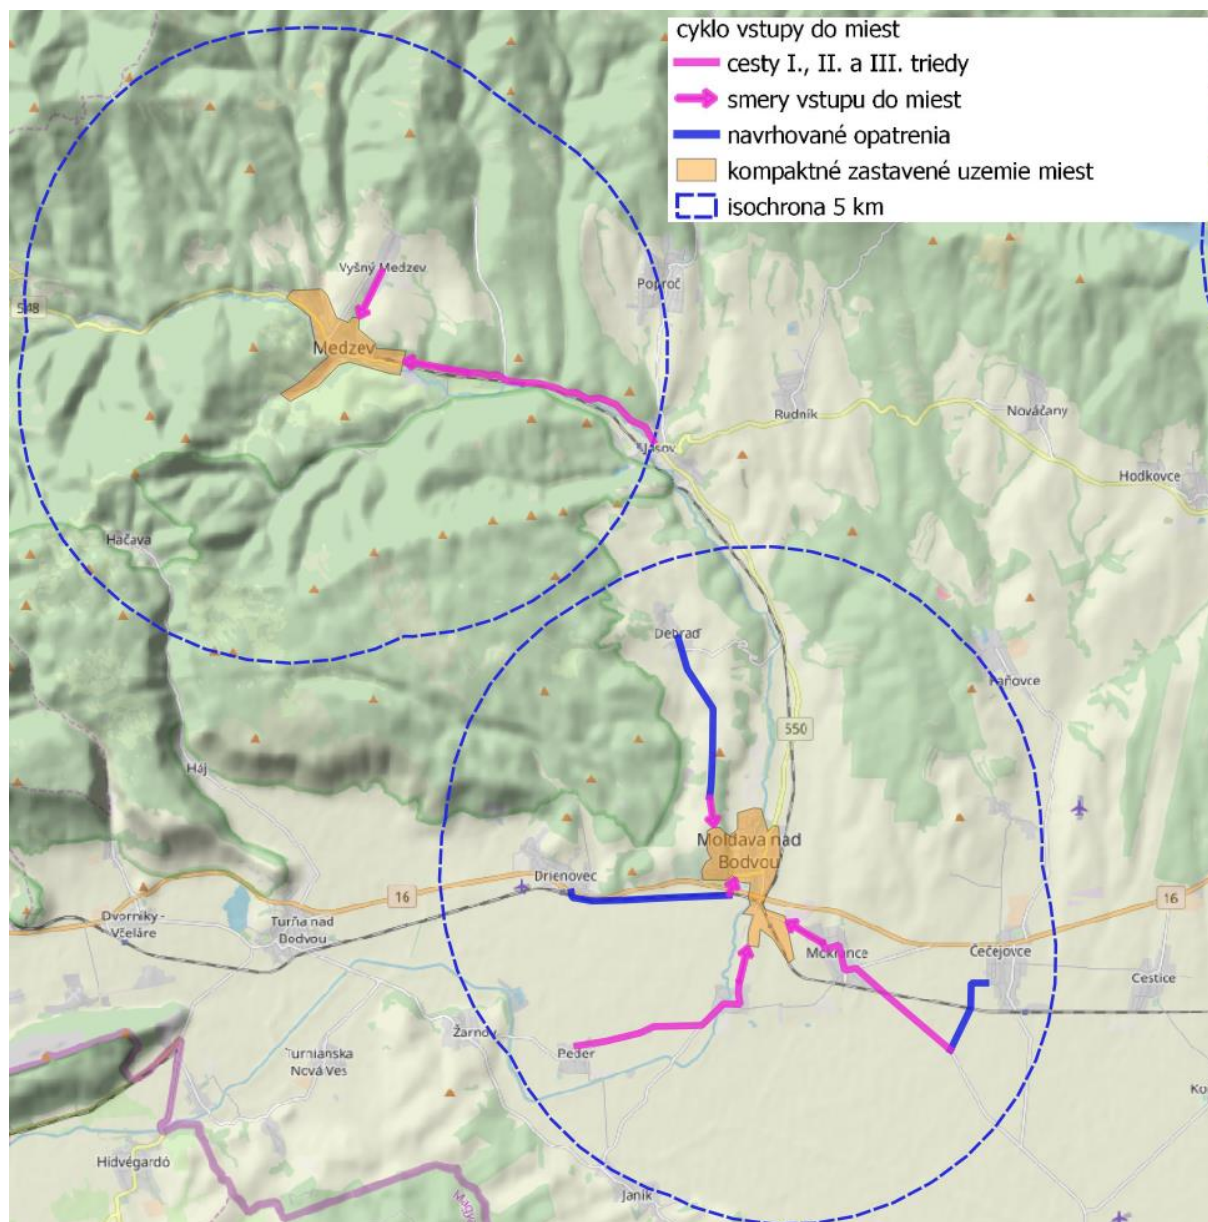 cyklo vstupy do miest
cesty I., II. a III. triedy
smery vstupu do miest
navrhované opatrenia
kompaktné zastavené uzemie miest
isochrona 5 km
Vyšný Medzev
Poproč
548
Medzev
Rudník
Nováčany
Jasov
Hodkovce
Háčava
Debraď
Paňovce
550
Háj
Moldava nad
Bodvou
Drienovec
16
16
Dvorníky -
Včeláre
Turňa nad
Bodvou
Mokrance
Čečejovce
Cestice
Žarnov
Peder
Turnianska
Nová Ves
Hidvégardó
Janík